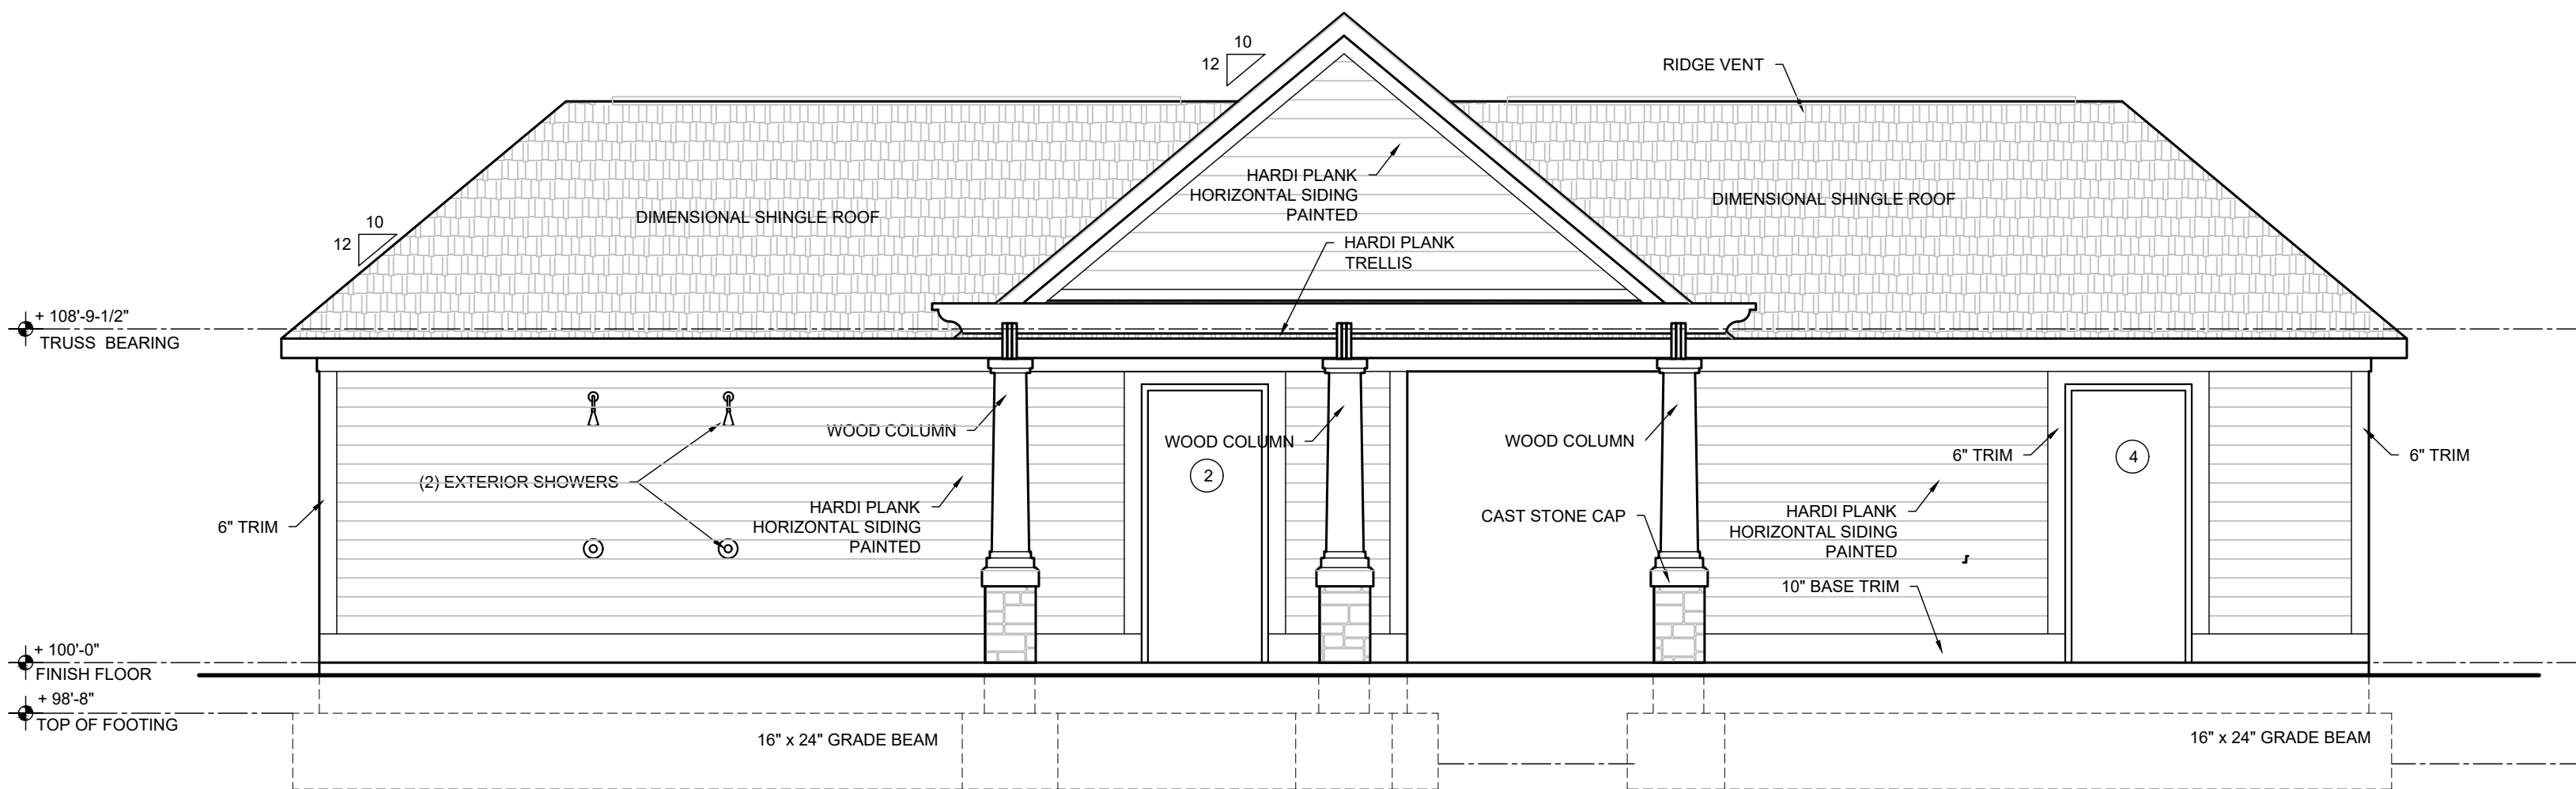 10
12
RIDGE VENT
HARDI PLANK
HORIZONTAL SIDING
PAINTED
DIMENSIONAL SHINGLE ROOF
DIMENSIONAL SHINGLE ROOF
10
12
HARDI PLANK
TRELLIS
+ 108'-9-1/2"
TRUSS BEARING
WOOD COLUMN
WOOD COLUMN
WOOD COLUMN
6" TRIM
6" TRIM
2
4
(2) EXTERIOR SHOWERS
HARDI PLANK
HORIZONTAL SIDING
PAINTED
6" TRIM
CAST STONE CAP
HARDI PLANK
HORIZONTAL SIDING
PAINTED
10" BASE TRIM
+ 100'-0"
FINISH FLOOR
+ 98'-8"
TOP OF FOOTING
16" x 24" GRADE BEAM
16" x 24" GRADE BEAM